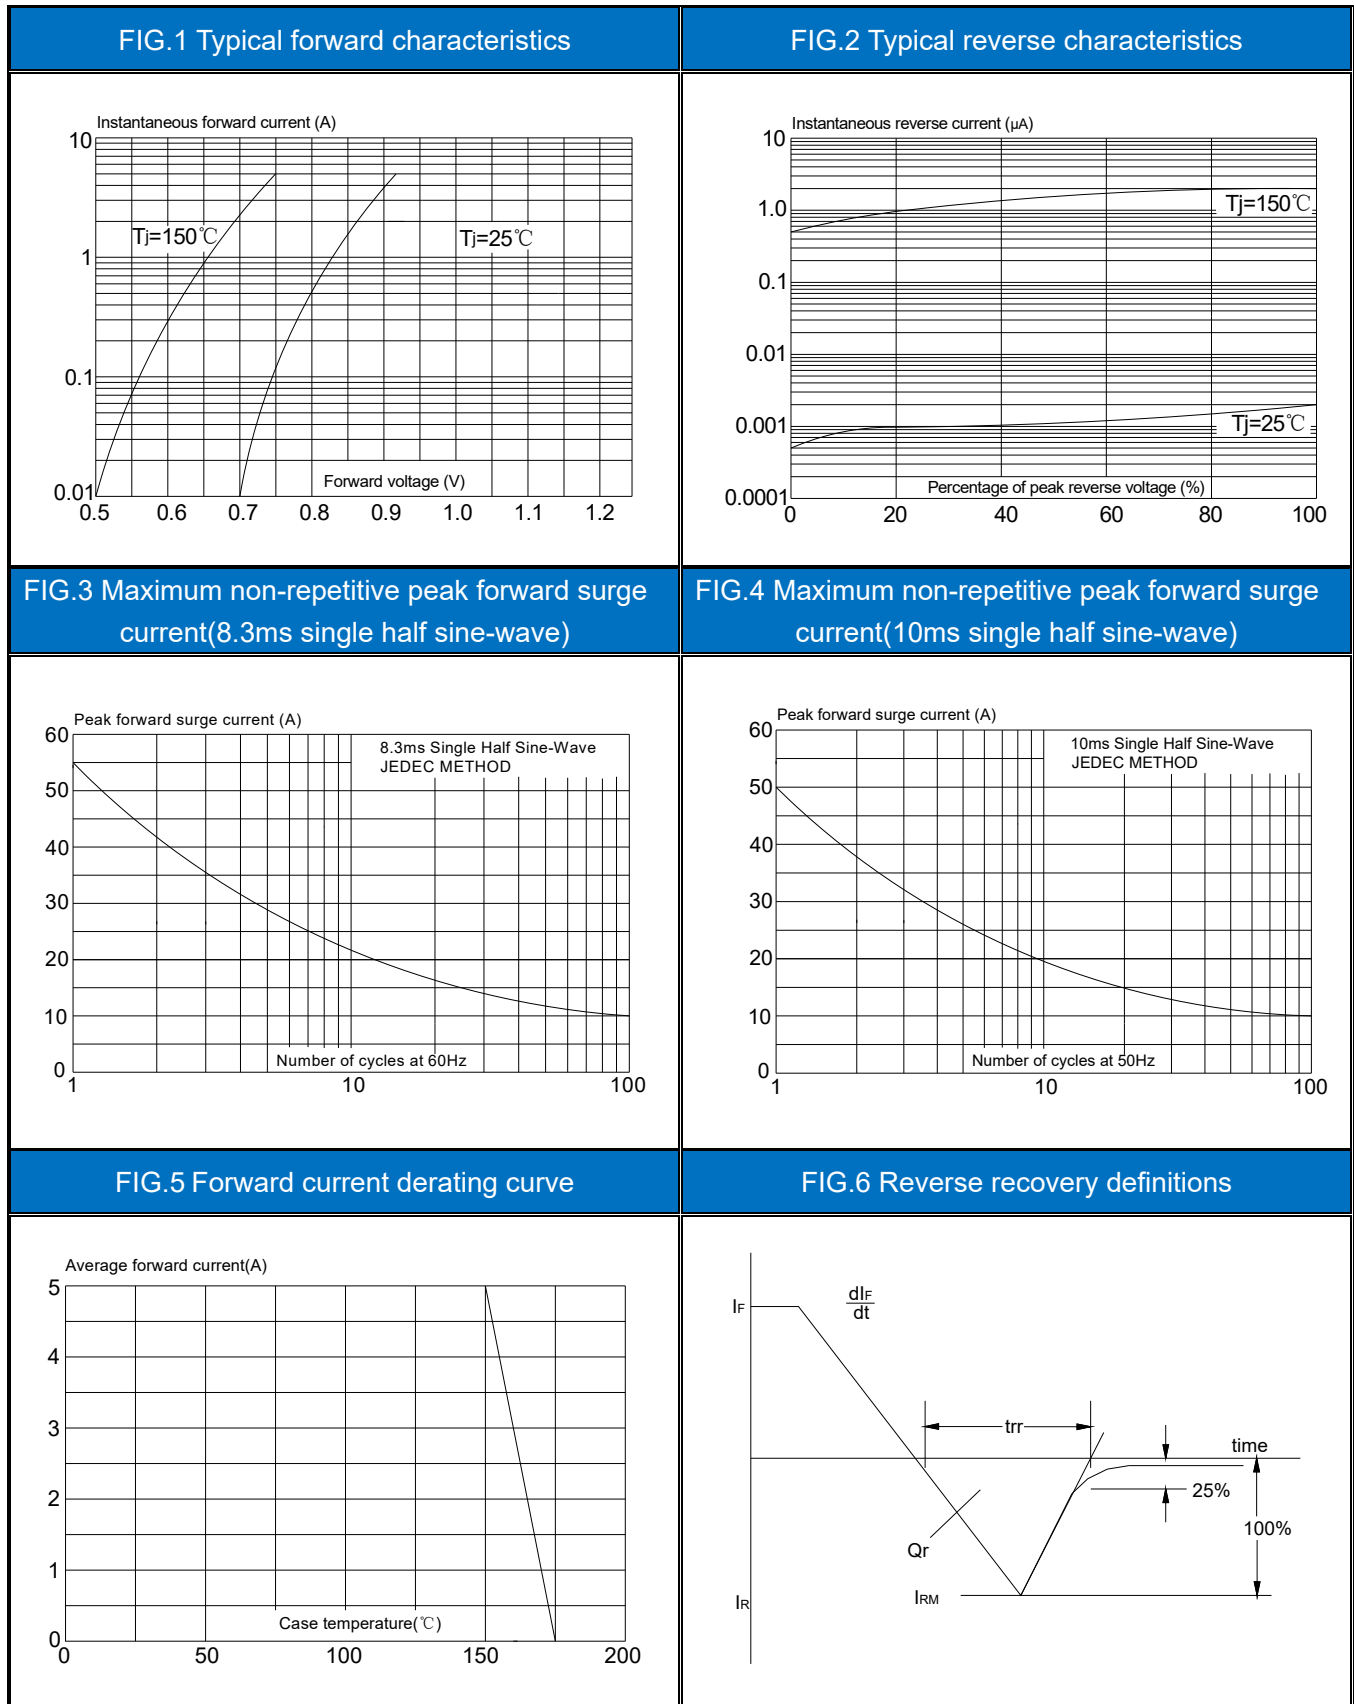 FIG.1 Typical forward characteristics
Instantaneous forward current (A)
10
1
0.1
0.01
Tj=150℃
Tj=25℃
Forward voltage (V)
0.5 0.6 0.7 0.8 0.9 1.0 1.1 1.2
FIG.2 Typical reverse characteristics
Instantaneous reverse current (μA)
10
1.0
0.1
0.01
0.001
0.0001
Tj=150℃
Tj=25℃
Percentage of peak reverse voltage (%)
0 20 40 60 80 100
FIG.3 Maximum non-repetitive peak forward surge
current(8.3ms single half sine-wave)
Peak forward surge current (A)
60
50
40
30
20
10
0
8.3ms Single Half Sine-Wave
JEDEC METHOD
Number of cycles at 60Hz
1 10 100
FIG.4 Maximum non-repetitive peak forward surge
current(10ms single half sine-wave)
Peak forward surge current (A)
60
50
40
30
20
10
0
10ms Single Half Sine-Wave
JEDEC METHOD
Number of cycles at 50Hz
1 10 100
FIG.5 Forward current derating curve
Average forward current(A)
5
4
3
2
1
0
Case temperature(℃)
0 50 100 150 200
FIG.6 Reverse recovery definitions
IF
dIF
dt
trr
time
25%
100%
Qr
IRM
IR